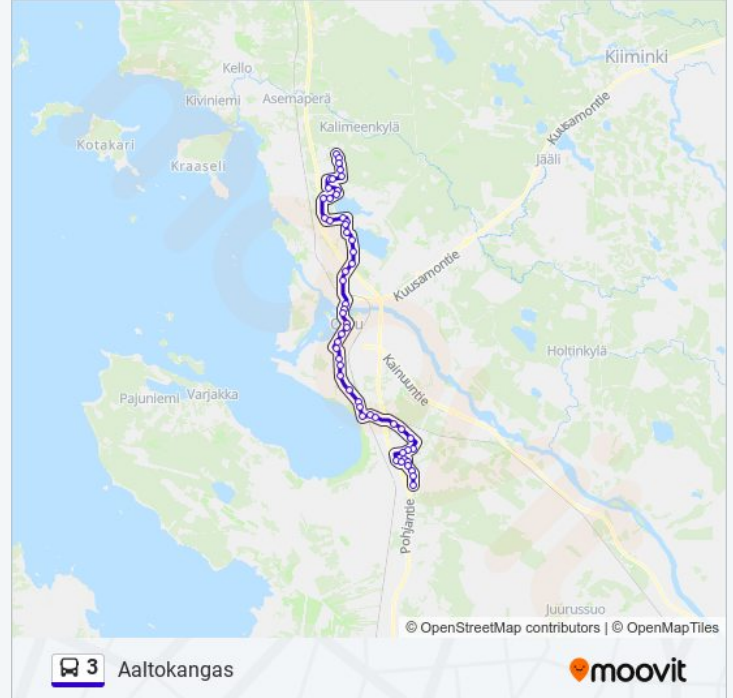 Kello
Kiiminki
Kiviniemi
Asemaperä
Kalimeenkylä
Kuusamontie
Kotakari
Kraaseli
Jääli
Kuusamontie
Holtinkylä
Kainuuntie
Pajuniemi
Varjakka
Pohjantie
Juurussuo
© OpenStreetMap contributors | © OpenMapTiles
3 Aaltokangas
moovit